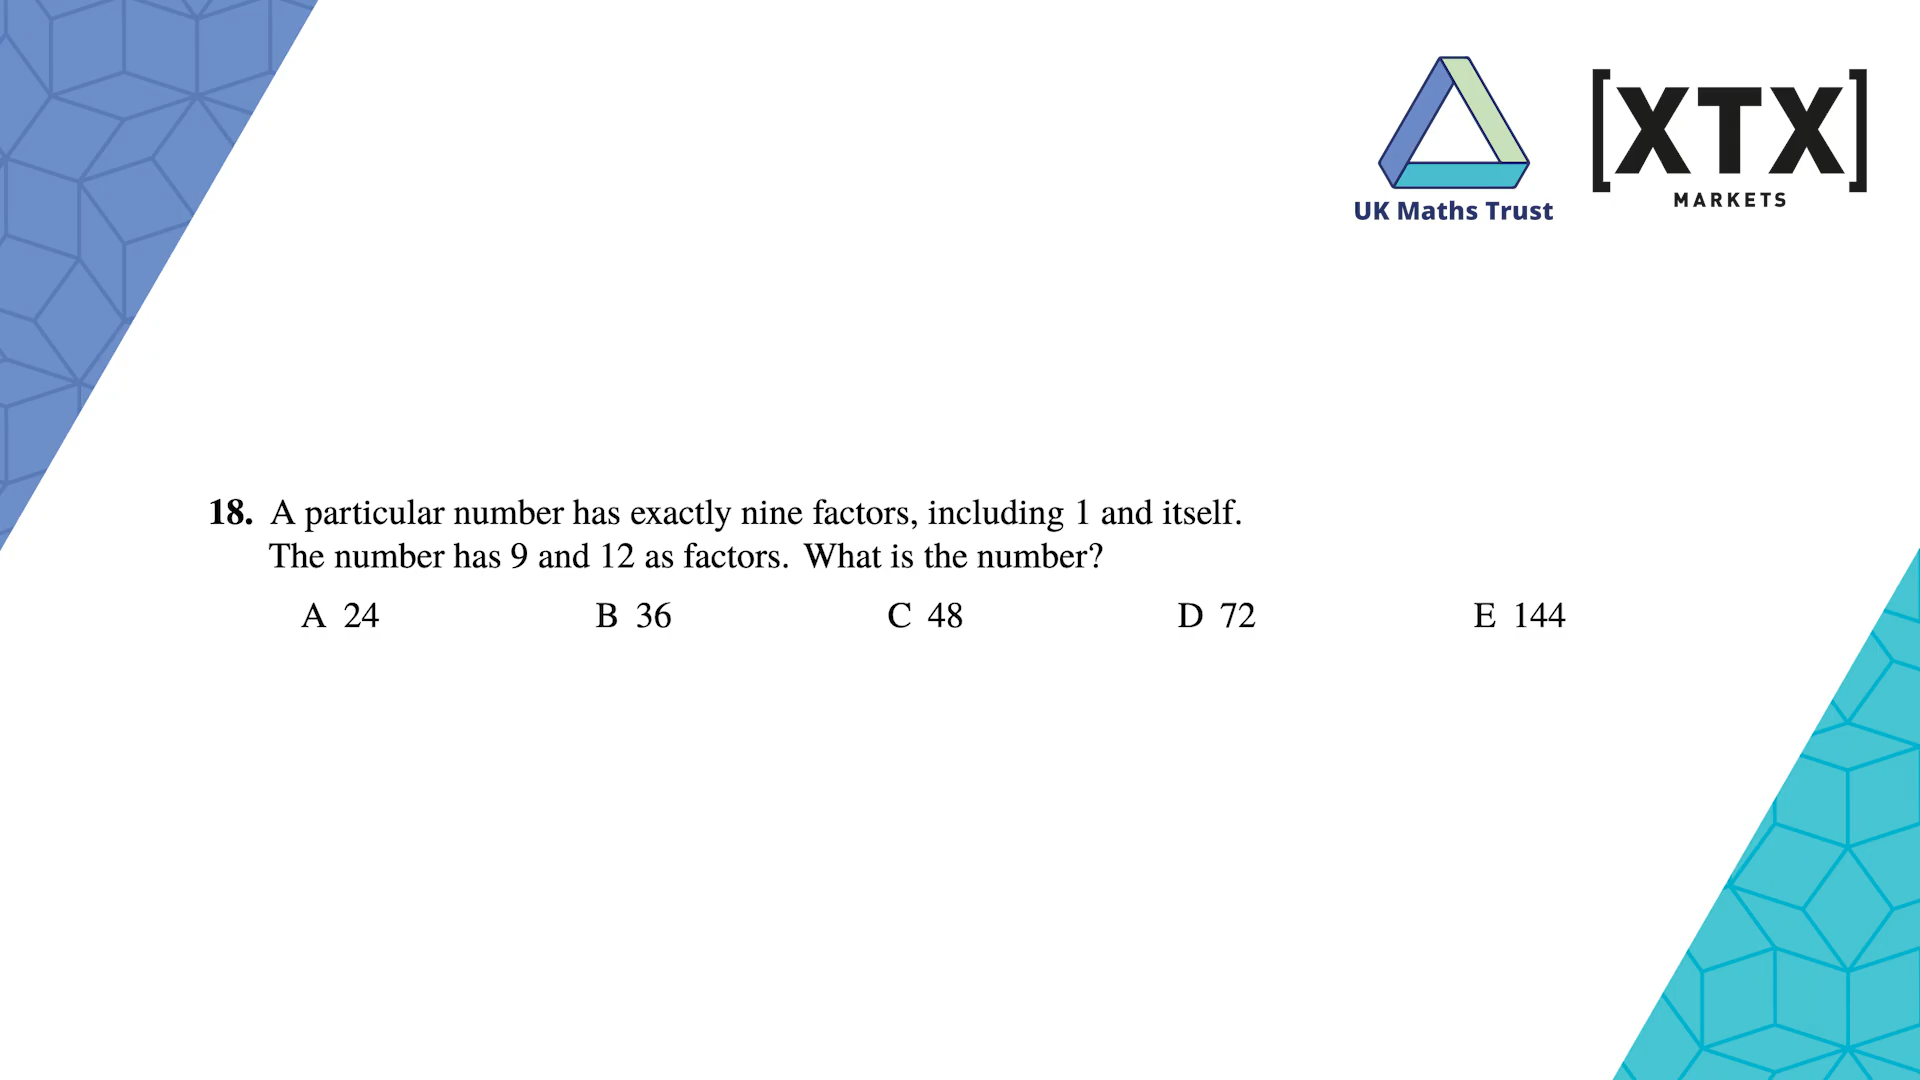 UK Maths Trust
[XTX]
MARKETS
18. A particular number has exactly nine factors, including 1 and itself.
The number has 9 and 12 as factors. What is the number?
A 24 B 36 C 48 D 72 E 144